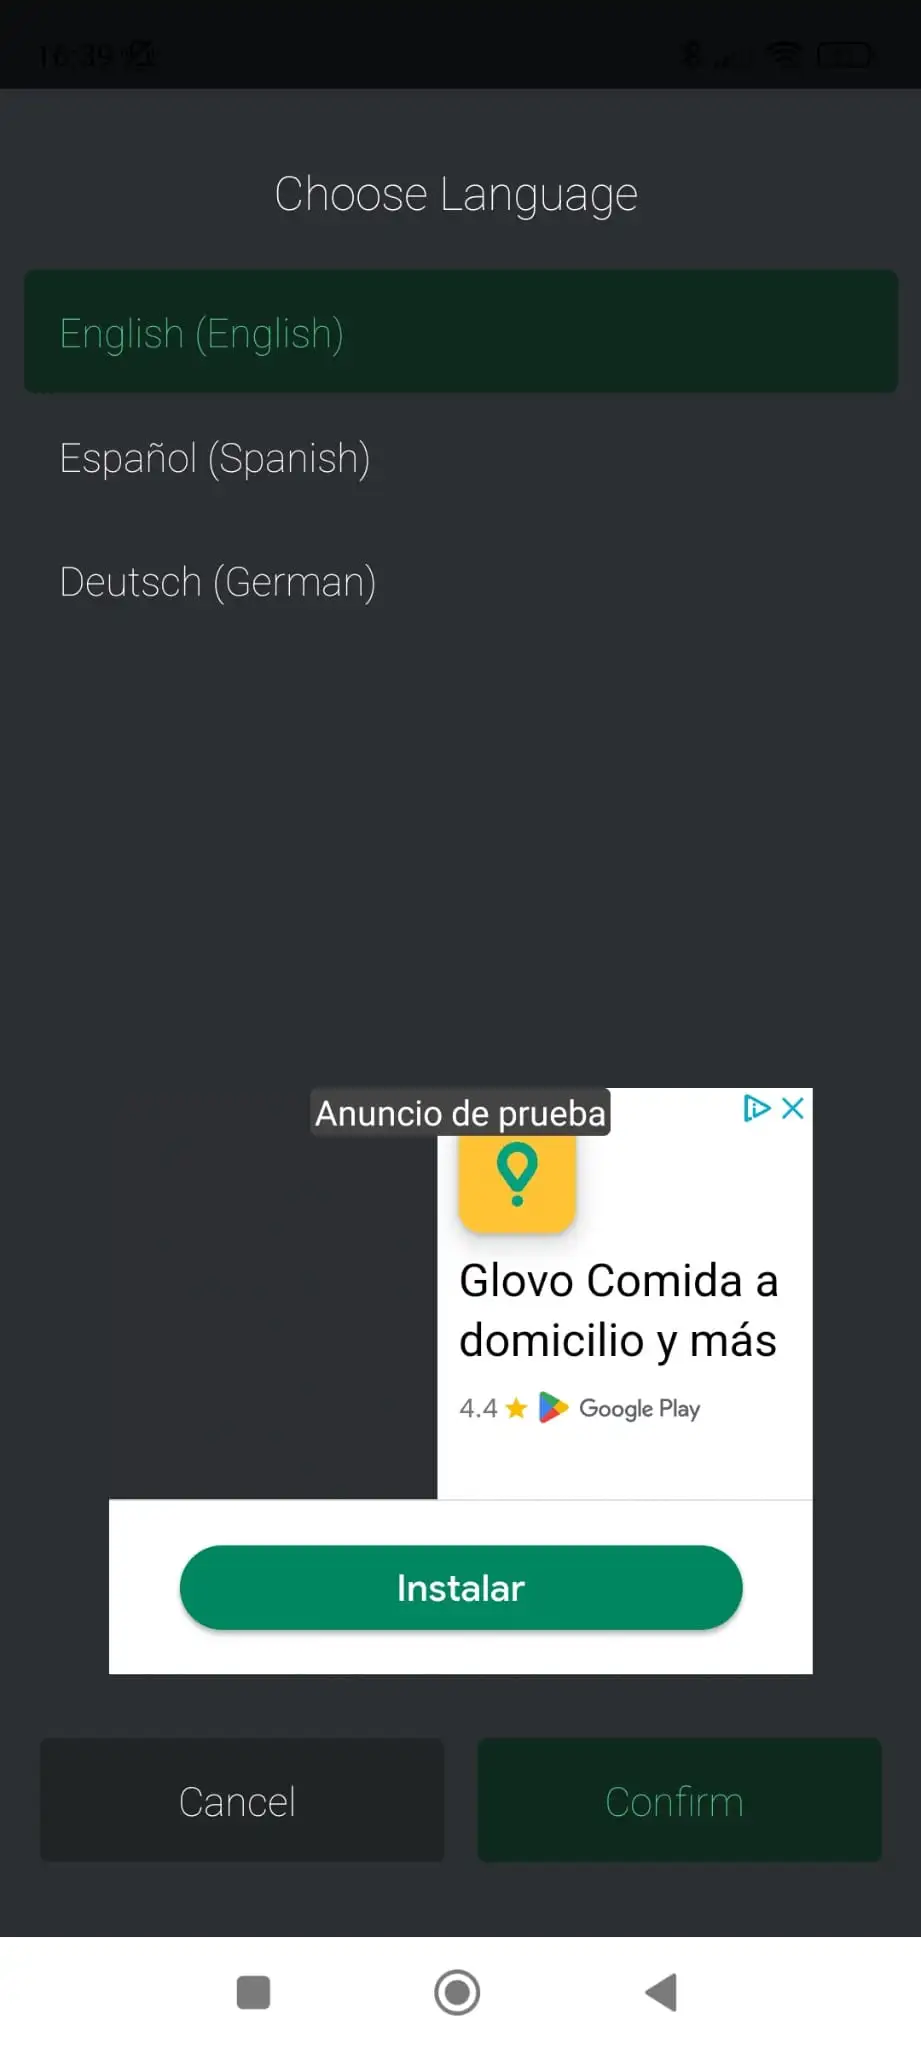 16:39
Choose Language
English (English)
Español (Spanish)
Deutsch (German)
Anuncio de prueba
Glovo Comida a
domicilio y más
4.4 Google Play
Instalar
Cancel
Confirm